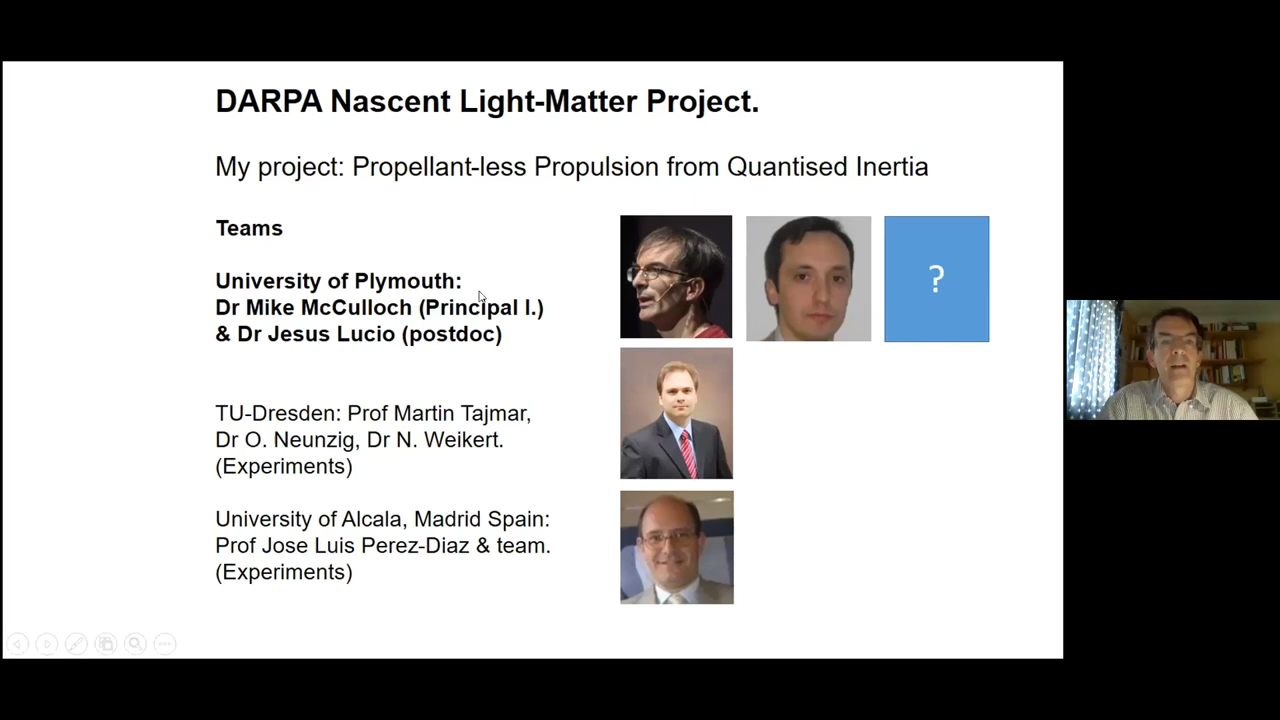 DARPA Nascent Light-Matter Project.
My project: Propellant-less Propulsion from Quantised Inertia
Teams
University of Plymouth:
Dr Mike McCulloch (Principal I.)
& Dr Jesus Lucio (postdoc)
?
TU-Dresden: Prof Martin Tajmar,
Dr O. Neunzig, Dr N. Weikert.
(Experiments)
University of Alcala, Madrid Spain:
Prof Jose Luis Perez-Diaz & team.
(Experiments)